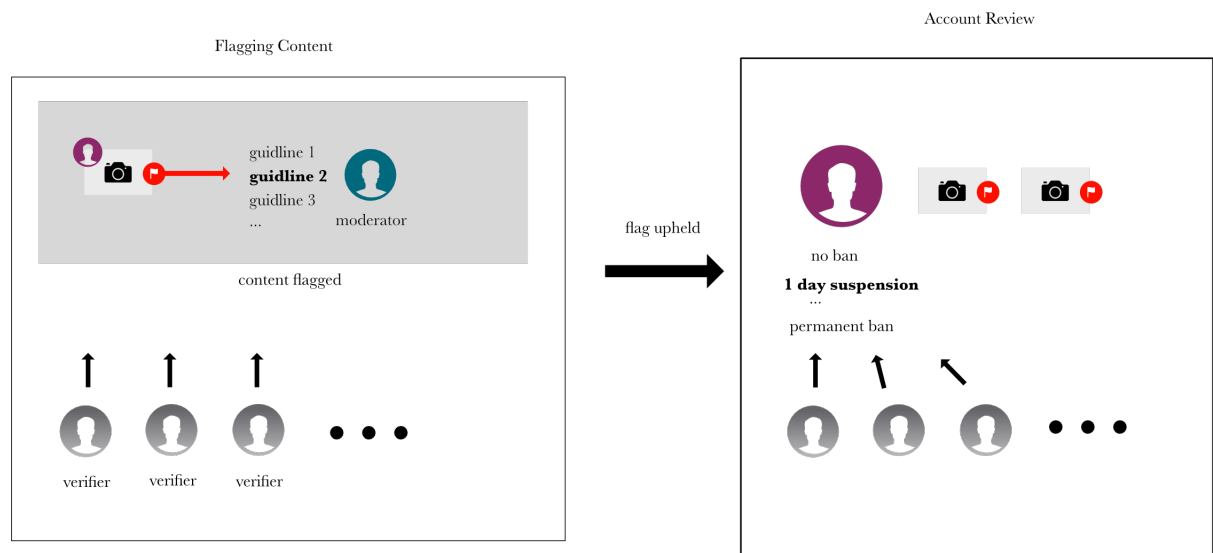 Flagging Content
guidline 1
guidline 2
guidline 3
...
moderator
content flagged
verifier
verifier
verifier
flag upheld
Account Review
no ban
1 day suspension
...
permanent ban